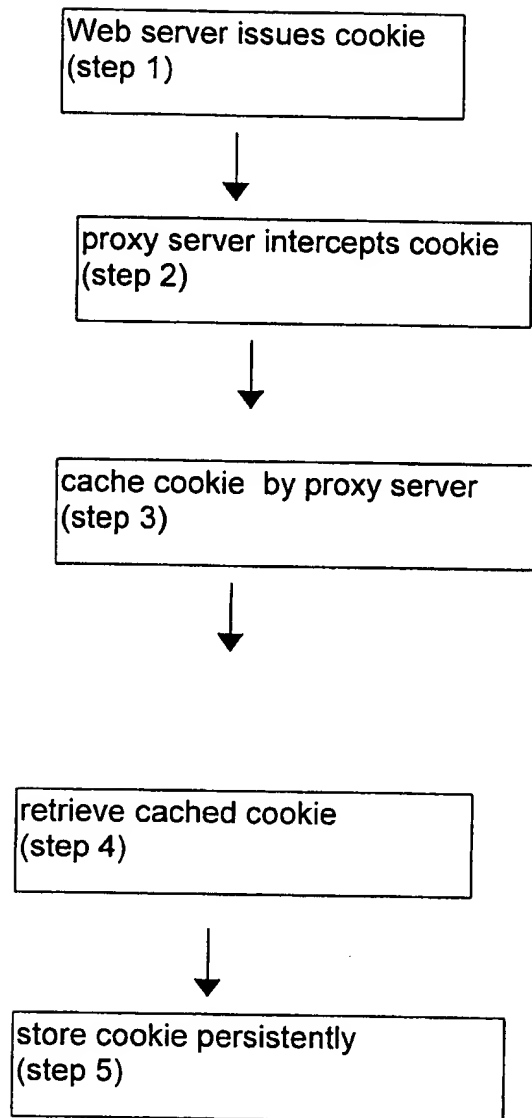 Web server issues cookie
(step 1)
proxy server intercepts cookie
(step 2)
cache cookie by proxy server
(step 3)
retrieve cached cookie
(step 4)
store cookie persistently
(step 5)